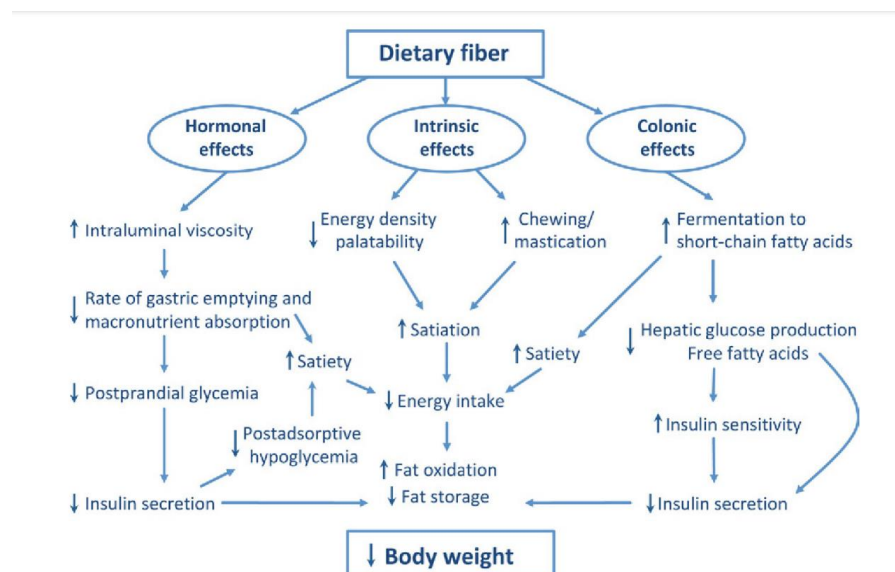 Dietary fiber
Hormonal
effects
Intrinsic
effects
Colonic
effects
↑ Intraluminal viscosity
↓ Energy density
palatability
↑ Chewing/
mastication
↑ Fermentation to
short-chain fatty acids
↓ Rate of gastric emptying and
macronutrient absorption
↑ Satiation
↑ Satiety
↑ Satiety
↓ Hepatic glucose production
Free fatty acids
↓ Postprandial glycemia
↓ Energy intake
↓ Postadsorptive
hypoglycemia
↑ Insulin sensitivity
↑ Fat oxidation
↓ Fat storage
↓ Insulin secretion
↓ Insulin secretion
↓ Body weight